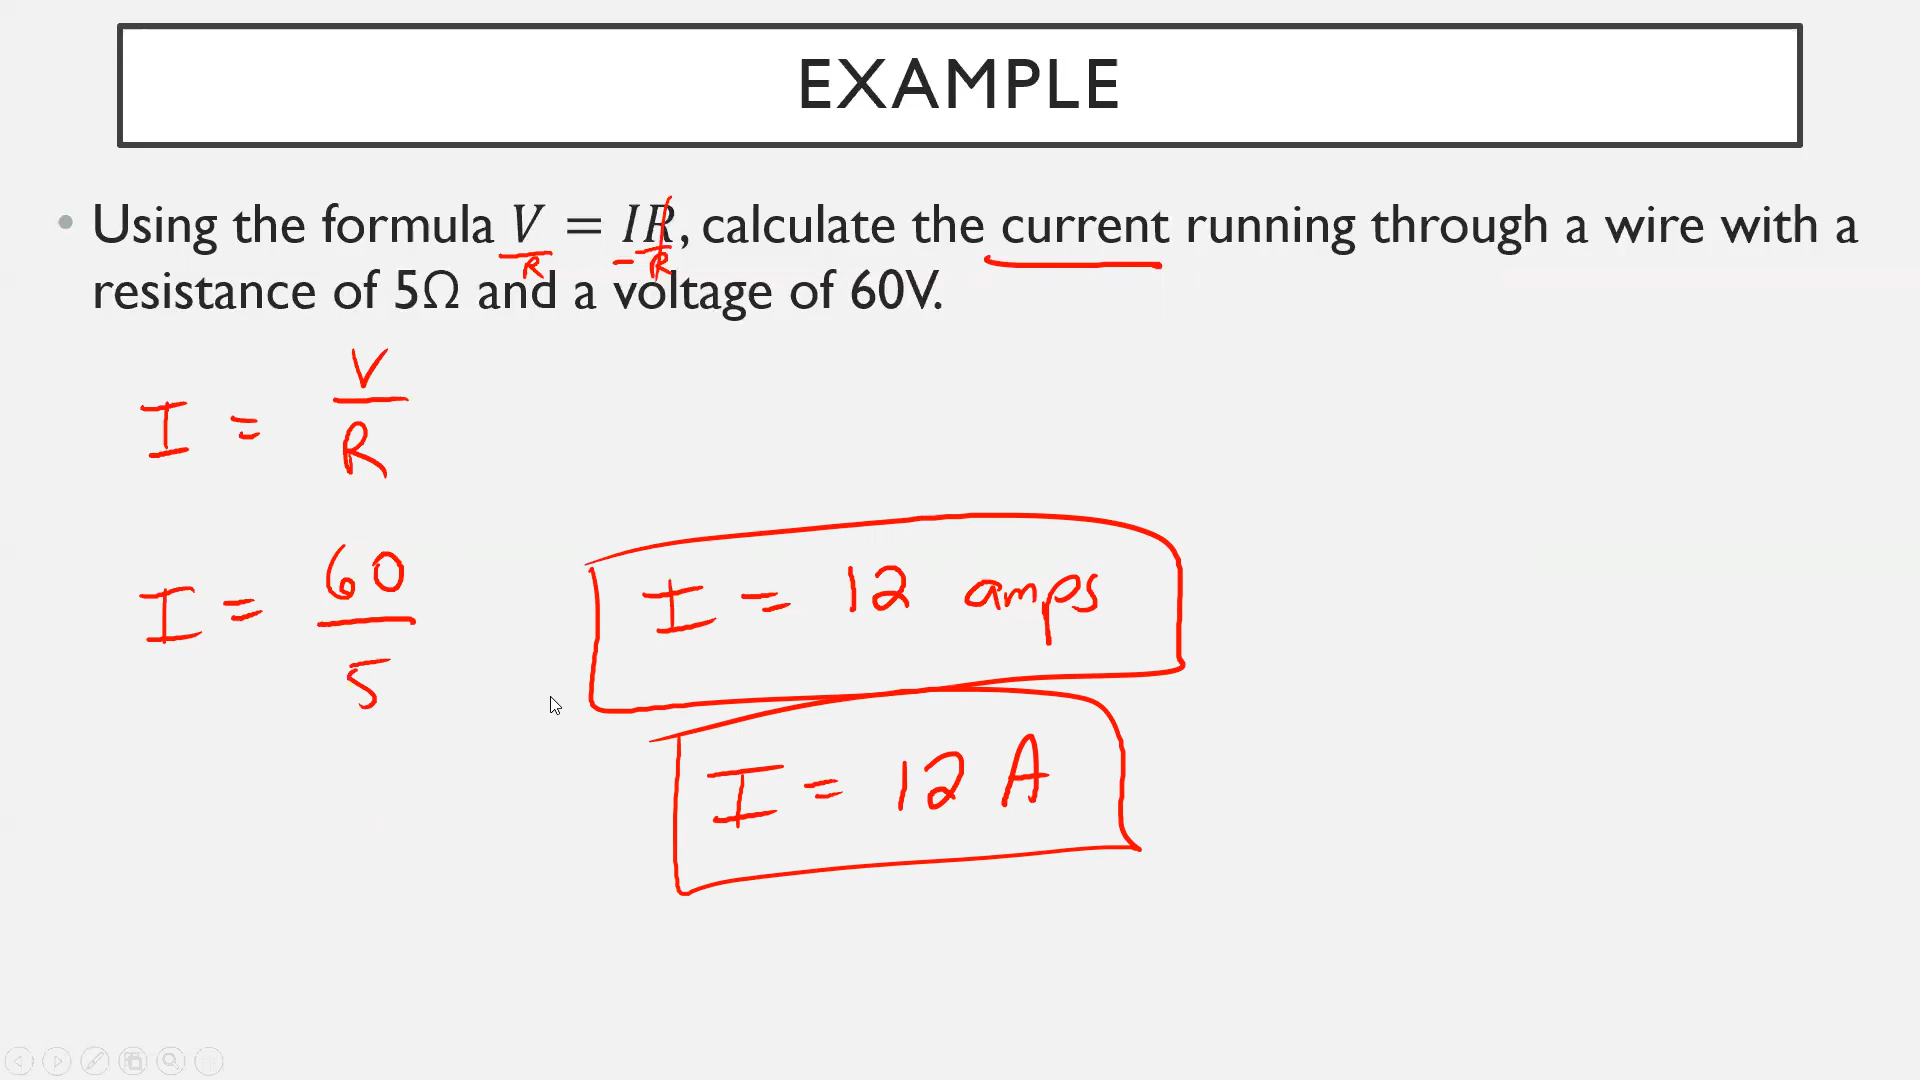 EXAMPLE
• Using the formula V = IR, calculate the current running through a wire with a
R R
resistance of 5Ω and a voltage of 60V.
I = V/R
I = 60/5
I = 12 amps
I = 12 A